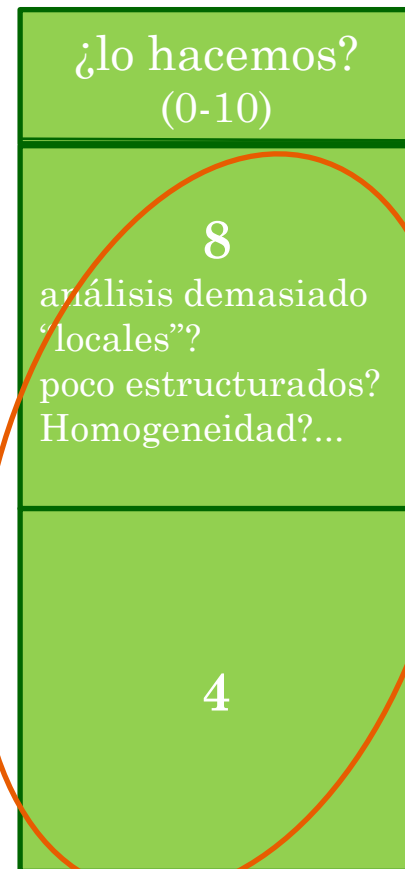 ¿lo hacemos?
(0-10)
8
análisis demasiado
“locales”?
poco estructurados?
Homogeneidad?...
4